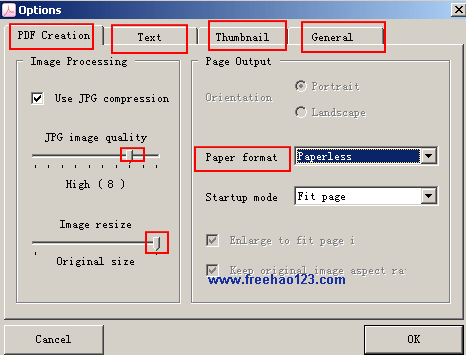 Options
PDF Creation
Text
Thumbnail
General
Image Processing
Use JPG compression
JPG image quality
High ( 8 )
Image resize
Original size
Page Output
Orientation
Portrait
Landscape
Paper format
Paperless
Startup mode
Fit page
Enlarge to fit page i
Keep original image aspect ra
www.freehao123.com
Cancel
OK